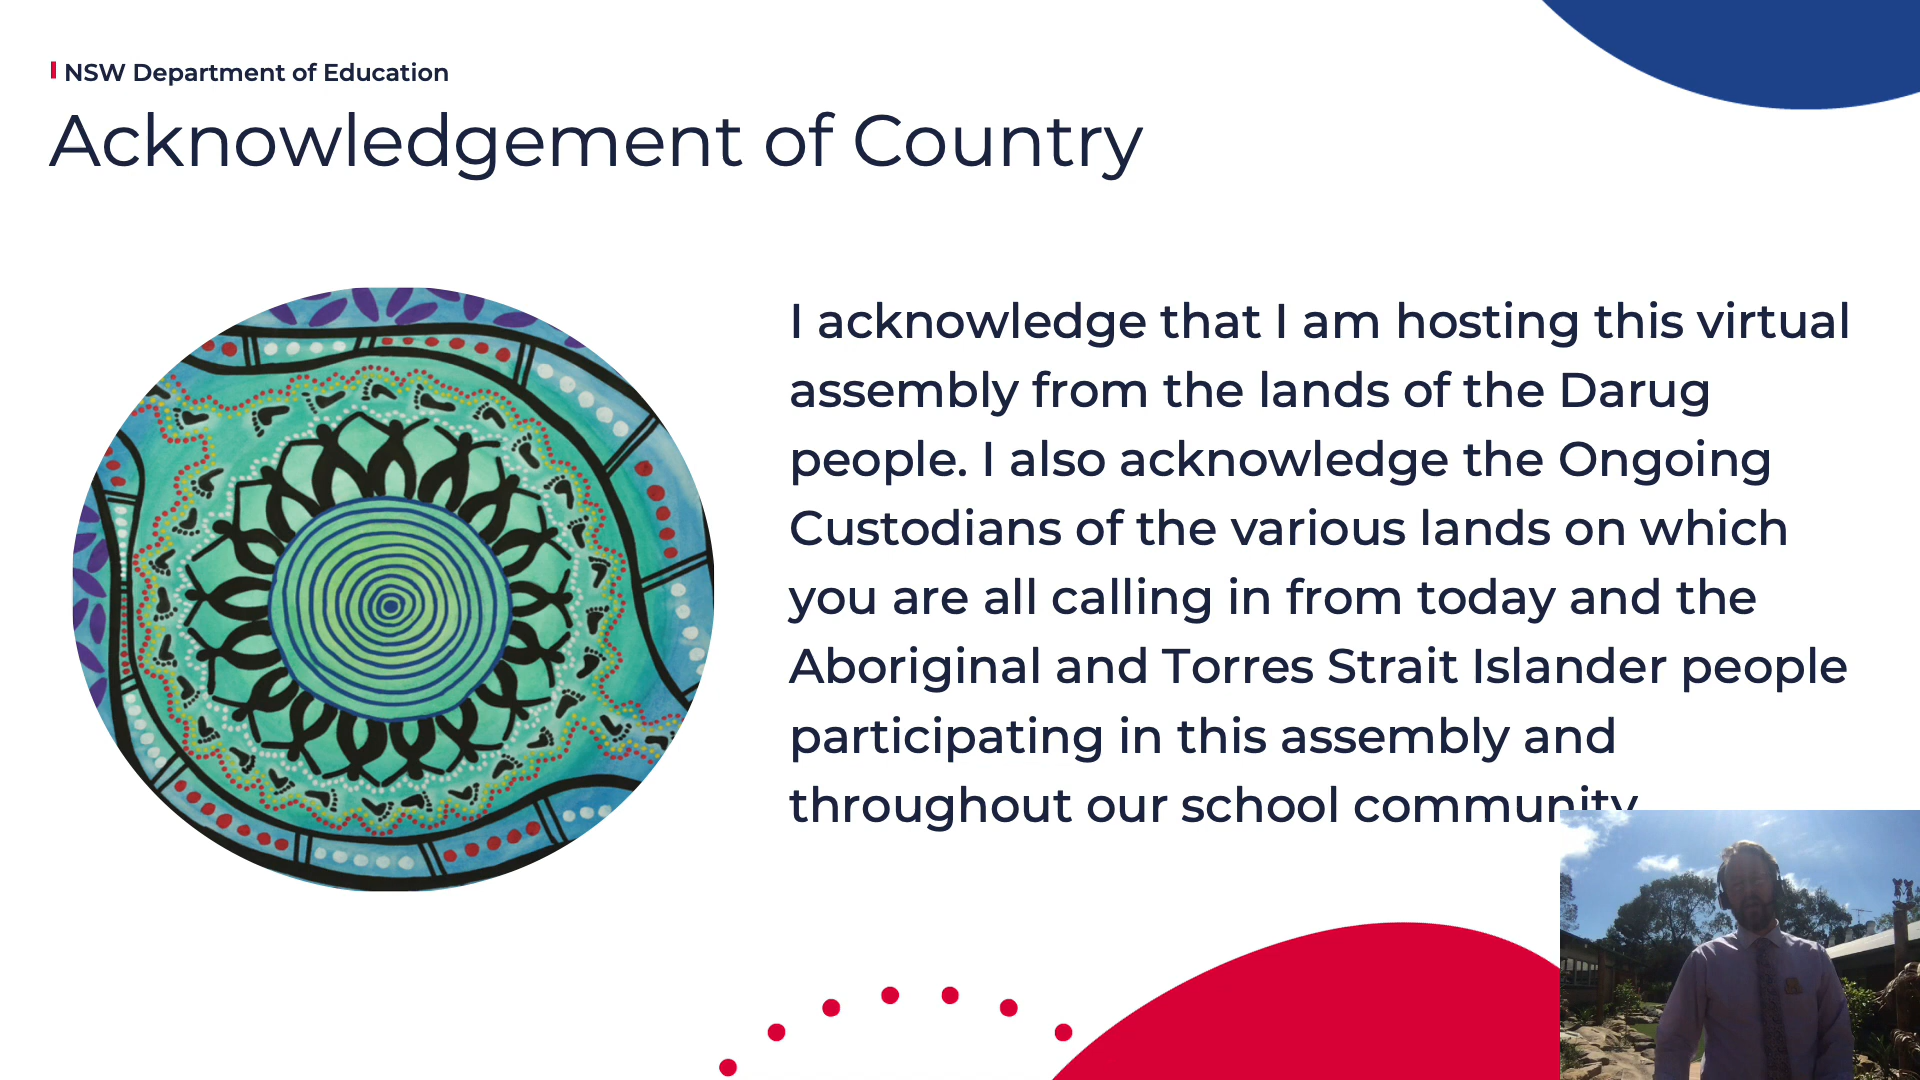 NSW Department of Education
Acknowledgement of Country
I acknowledge that I am hosting this virtual
assembly from the lands of the Darug
people. I also acknowledge the Ongoing
Custodians of the various lands on which
you are all calling in from today and the
Aboriginal and Torres Strait Islander people
participating in this assembly and
throughout our school community